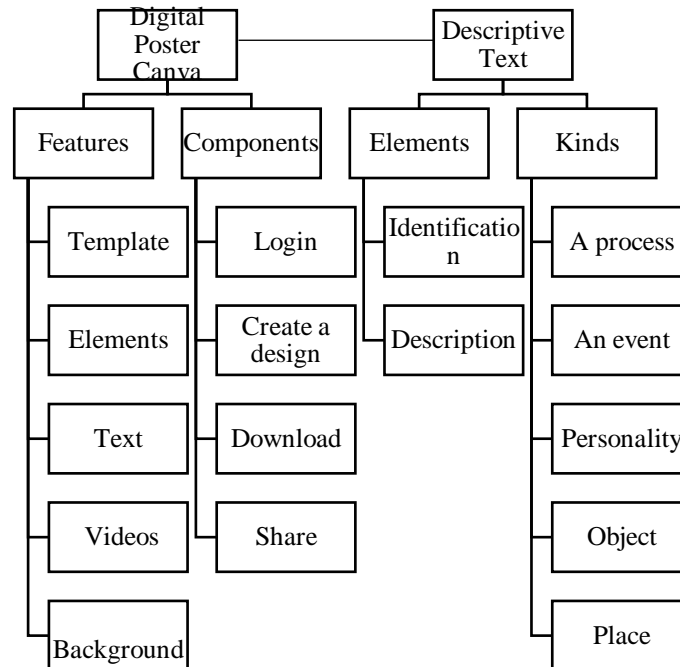 Digital
Poster
Canva
Descriptive
Text
Features
Components
Elements
Kinds
Template
Login
Identificatio
n
A process
Elements
Create a
design
Description
An event
Text
Download
Personality
Videos
Share
Object
Background
Place